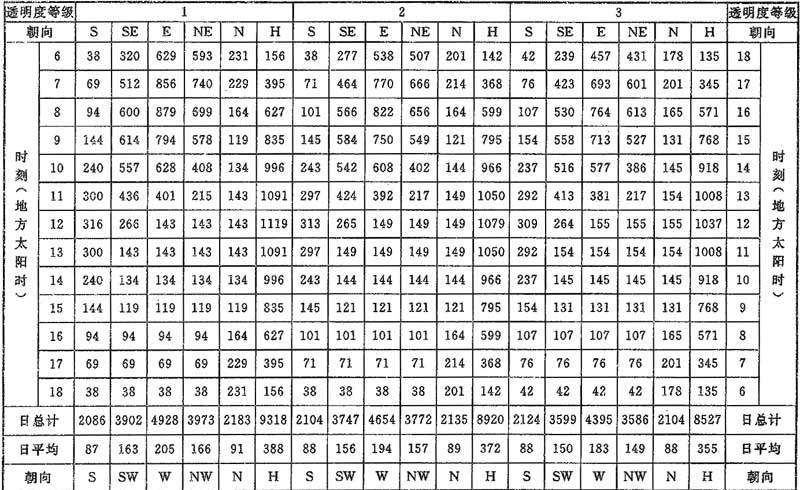 透明度等级 1 2 3 透明度等级
朝向 S SE E NE N H S SE E NE N H S SE E NE N H 朝向
时刻(地方太阳时) 时刻(地方太阳时)
6 38 320 629 593 231 156 38 277 538 507 201 142 42 239 457 431 178 135 18
7 69 512 856 740 229 395 71 464 770 666 214 368 76 423 693 601 201 345 17
8 94 600 879 699 164 627 101 566 822 656 164 599 107 530 764 613 165 571 16
9 144 614 794 578 119 835 145 584 750 549 121 795 154 558 713 527 131 768 15
10 240 557 628 408 134 996 243 542 608 402 144 966 237 516 577 386 145 918 14
11 300 436 401 215 143 1091 297 424 392 217 149 1050 292 413 381 217 154 1008 13
12 316 266 143 143 143 1119 313 265 149 149 149 1079 309 264 155 155 155 1037 12
13 300 143 143 143 143 1091 297 149 149 149 149 1050 292 154 154 154 154 1008 11
14 240 134 134 134 134 996 243 144 144 144 144 966 237 145 145 145 145 918 10
15 144 119 119 119 119 835 145 121 121 121 121 795 154 131 131 131 131 768 9
16 94 94 94 94 164 627 101 101 101 101 164 599 107 107 107 107 165 571 8
17 69 69 69 69 229 395 71 71 71 71 214 368 76 76 76 76 201 345 7
18 38 38 38 38 231 156 38 38 38 38 201 142 42 42 42 42 178 135 6
日总计 2086 3902 4928 3973 2183 9318 2104 3747 4654 3772 2135 8920 2124 3599 4395 3586 2104 8527 日总计
日平均 87 163 205 166 91 388 88 156 194 157 89 372 88 150 183 149 88 355 日平均
朝向 S SW W NW N H S SW W NW N H S SW W NW N H 朝向